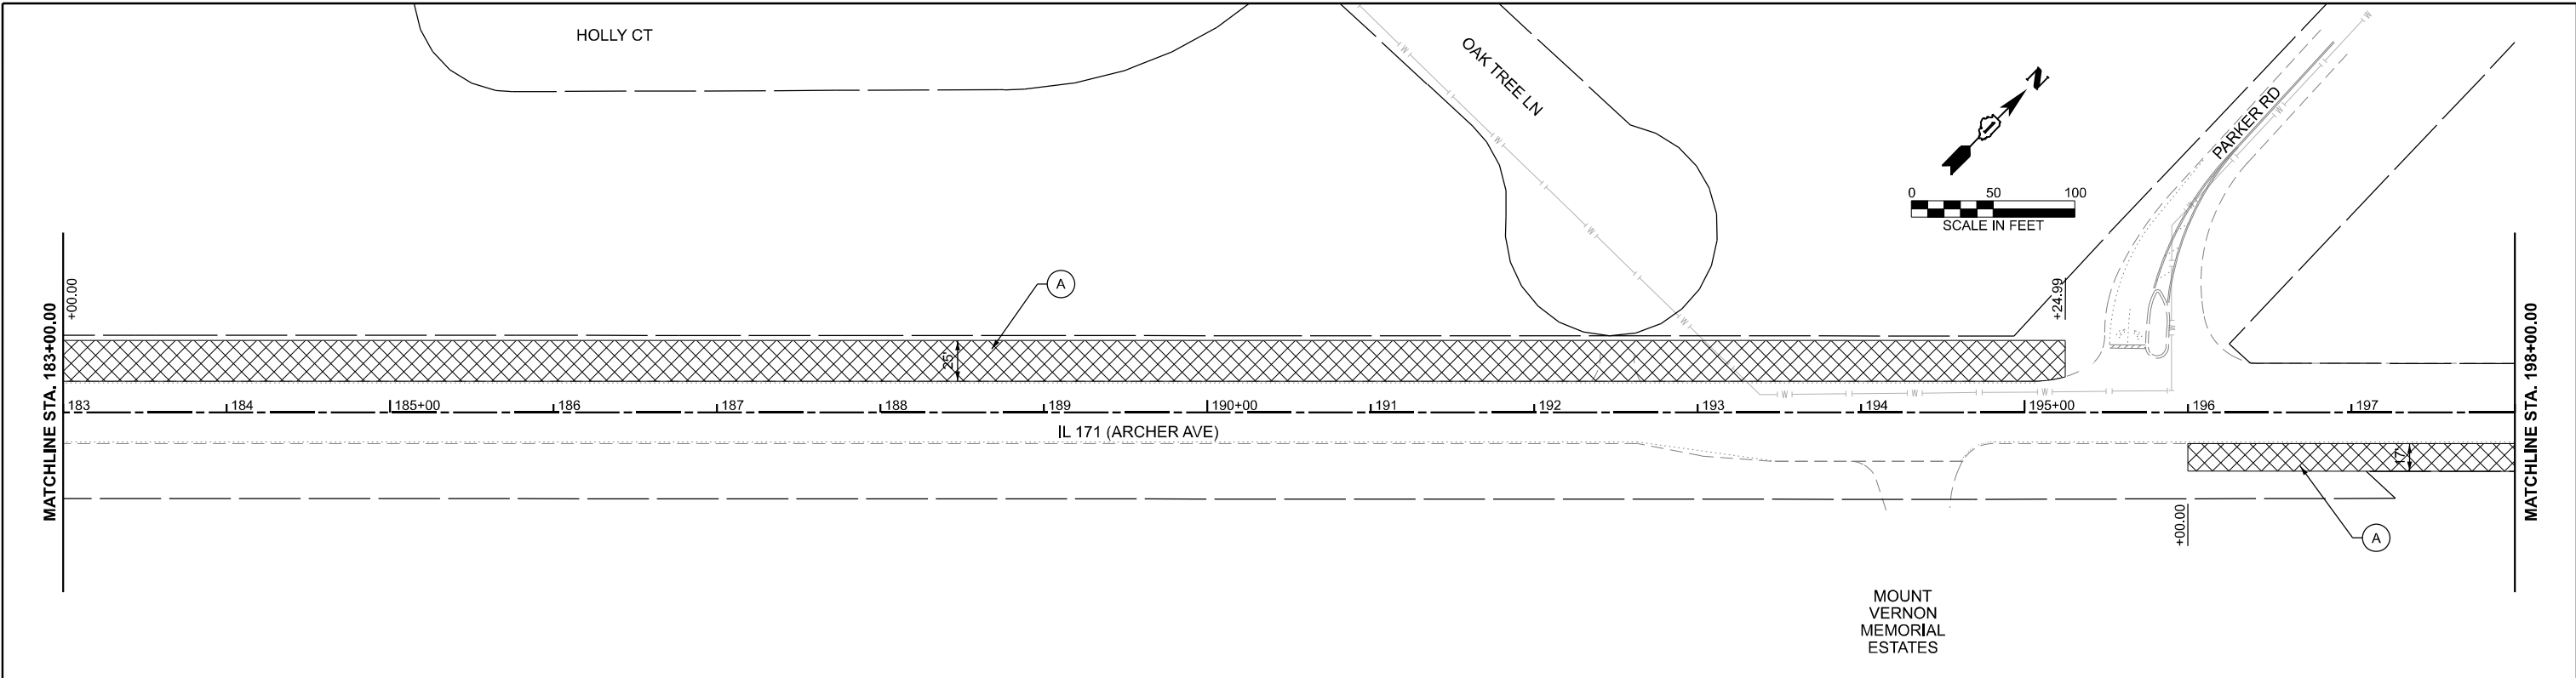 HOLLY CT
OAK TREE LN
N
PARKER RD
0 50 100
SCALE IN FEET
MATCHLINE STA. 183+00.00
+00.00
A
25'
+24.99
MATCHLINE STA. 198+00.00
W W W W W W W W W W W W W W
183 184 185+00 186 187 188 189 190+00 191 192 193 194 195+00 196 197
IL 171 (ARCHER AVE)
17'
+00.00
A
MOUNT
VERNON
MEMORIAL
ESTATES